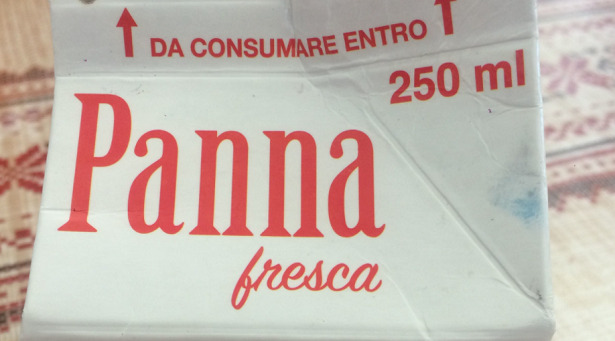 DA CONSUMARE ENTRO
250 ml
Panna
fresca